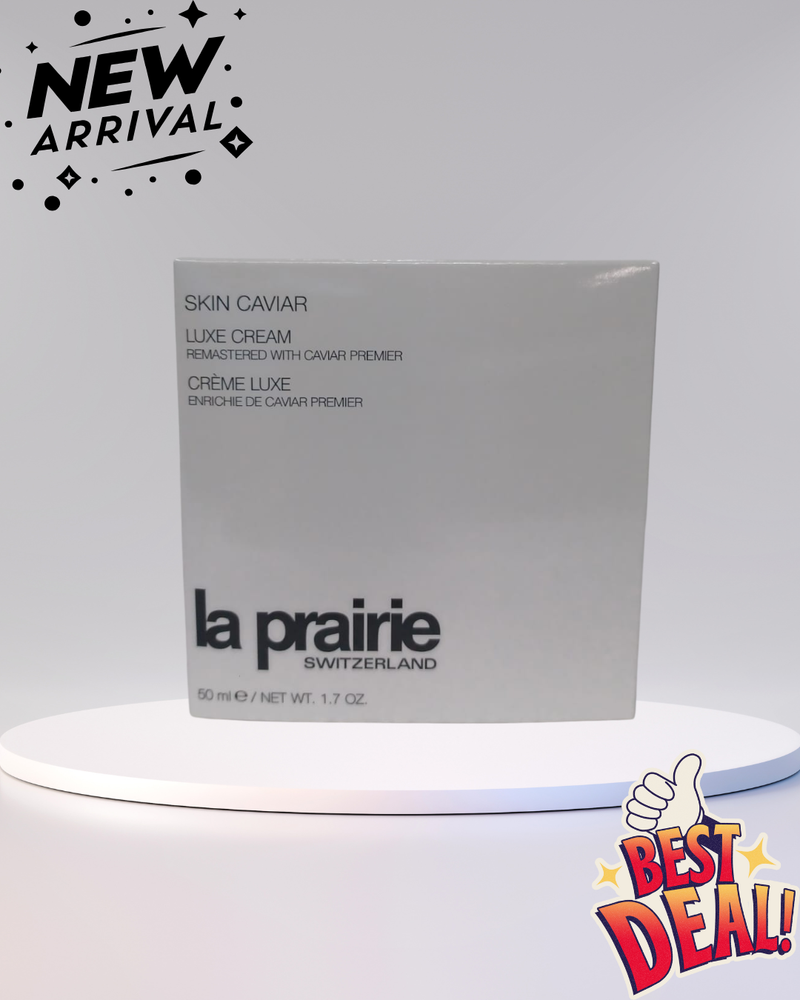 NEW
ARRIVAL
SKIN CAVIAR
LUXE CREAM
REMASTERED WITH CAVIAR PREMIER
CRÈME LUXE
ENRICHIE DE CAVIAR PREMIER
la prairie
SWITZERLAND
50 ml ℮ / NET WT. 1.7 OZ.
BEST
DEAL!